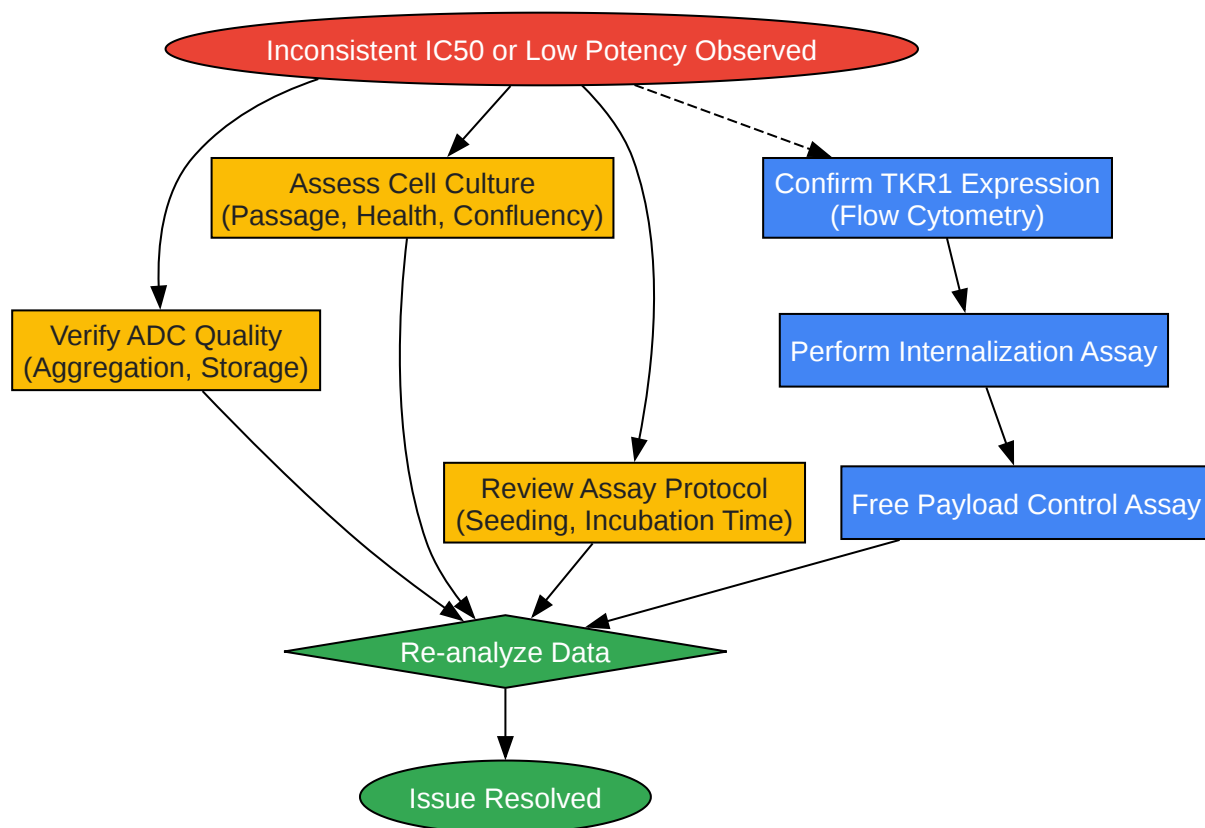 Inconsistent IC50 or Low Potency Observed
Assess Cell Culture
(Passage, Health, Confluency)
Confirm TKR1 Expression
(Flow Cytometry)
Verify ADC Quality
(Aggregation, Storage)
Perform Internalization Assay
Review Assay Protocol
(Seeding, Incubation Time)
Free Payload Control Assay
Re-analyze Data
Issue Resolved